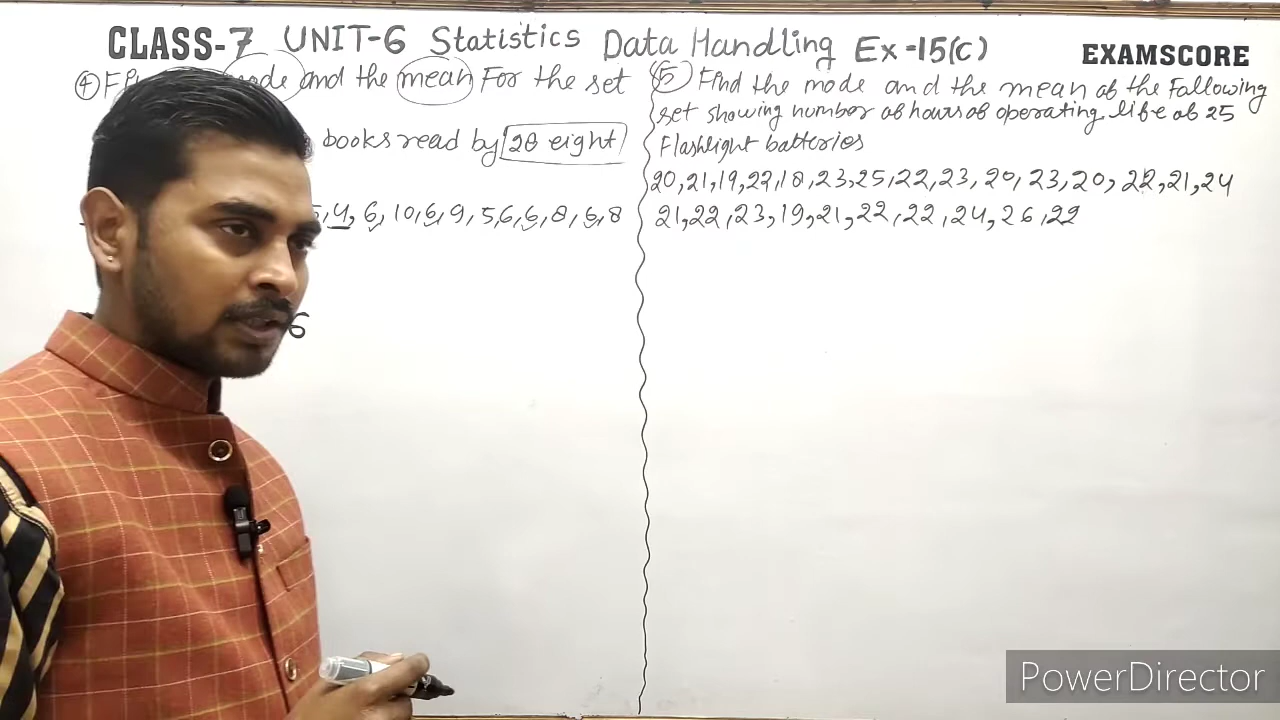 CLASS-7 UNIT-6 Statistics Data Handling Ex-15(C)
EXAMSCORE
④ and the mean For the set
books read by 20 eight
4, 6, 10, 6, 9, 5, 6, 6, 8, 6, 8
6
⑤ Find the mode and the mean of the Following
set showing number of hours of operating life of 25
Flashlight batteries
20, 21, 19, 22, 18, 23, 25, 22, 23, 20, 23, 20, 22, 21, 24
21, 22, 23, 19, 21, 22, 22, 24, 26, 22
PowerDirector